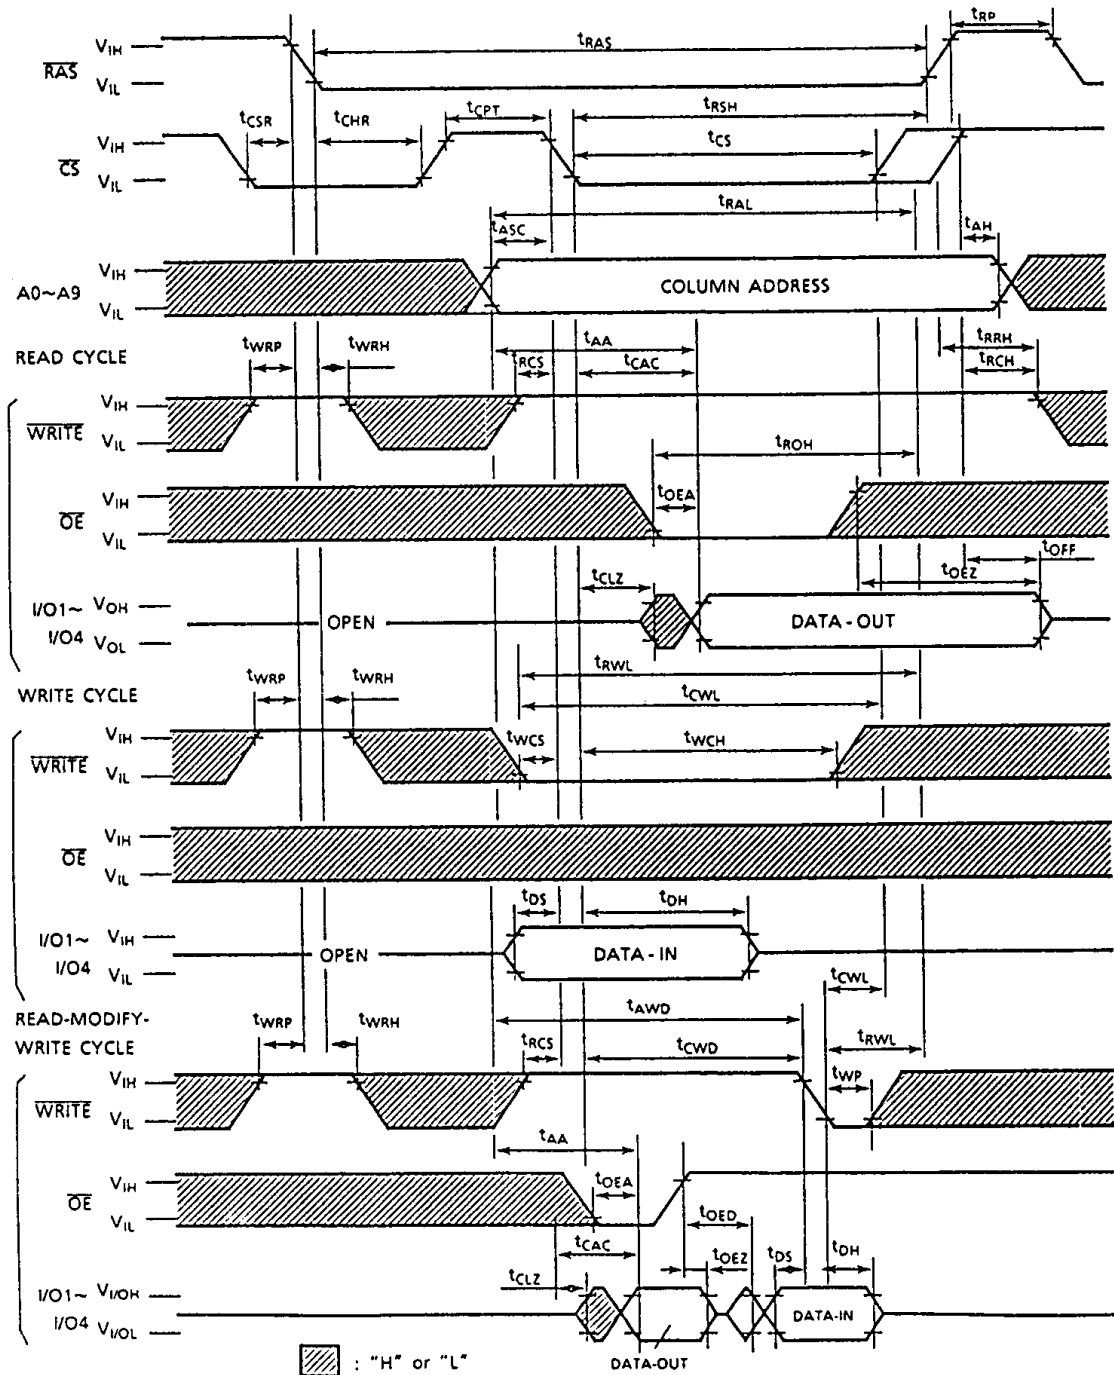 tRP
tRAS
RAS VIH
VIL
tCSR tCHR tCPT tRSH
tCS
CS VIH
VIL
tRAL
tASC tAH
A0~A9 VIH
VIL
COLUMN ADDRESS
READ CYCLE
tWRP tWRH tRCS tAA tCAC tRRH tRCH
WRITE VIH
VIL
tROH
tOEA
OE VIH
VIL
tOFF
tCLZ tOEZ
I/O1~ VOH
I/O4 VOL
OPEN DATA-OUT
WRITE CYCLE
tWRP tWRH tRWL
tCWL
WRITE VIH
VIL
tWCS tWCH
OE VIH
VIL
tDS tDH
I/O1~ VIH
I/O4 VIL
OPEN DATA-IN
tCWL
READ-MODIFY-
WRITE CYCLE
tWRP tWRH tRCS tAWD tCWD tRWL
tWP
WRITE VIH
VIL
tAA
OE VIH
VIL
tOEA
tOED
tCAC tOEZ tDS tDH
tCLZ
I/O1~ VI/OH
I/O4 VI/OL
DATA-IN
DATA-OUT
: "H" or "L"